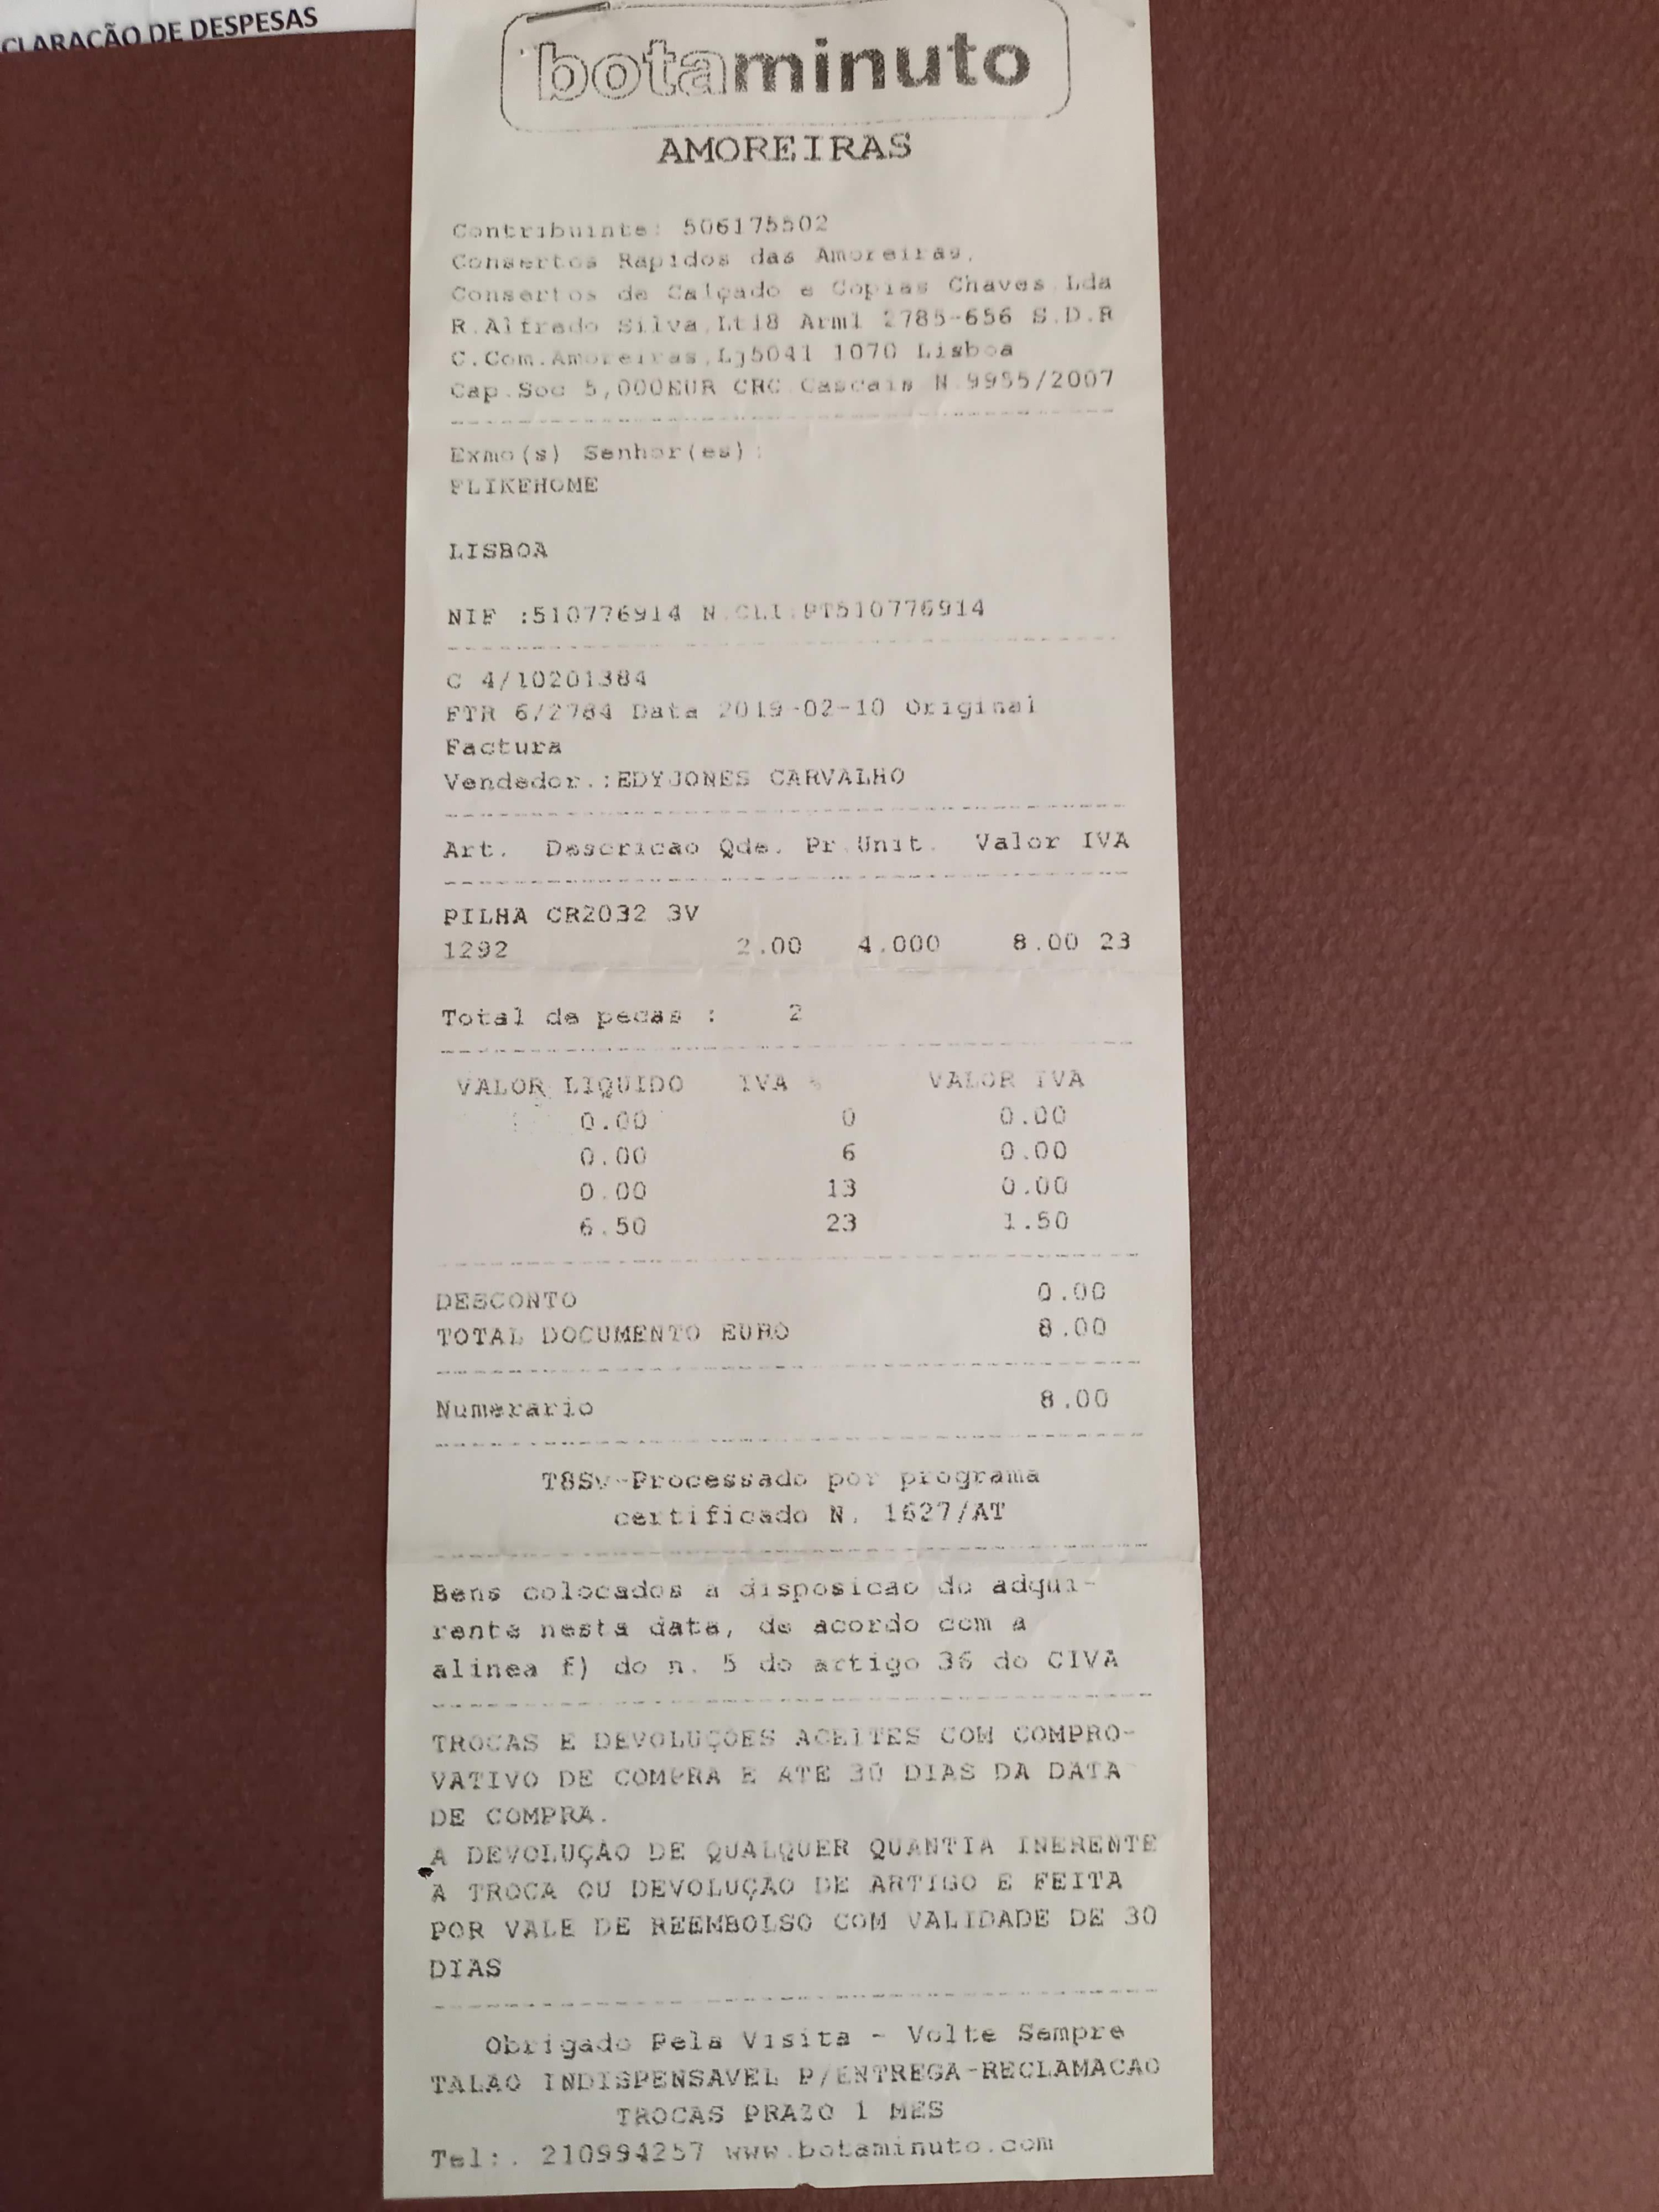 CLARAÇÃO DE DESPESAS
botaminuto
AMOREIRAS
Contribuinte: 506175502
Consertos Rapidos das Amoreiras,
Consertos de Calçado e Copias Chaves Lda
R.Alfredo Silva,Lt18 Arm1 2785-656 S.D.R
C.Com.Amoreiras,Lj5041 1070 Lisboa
Cap.Soc 5,000EUR CRC Cascais N.9955/2007
Exmo(s) Senhor(es):
FLIKEHOME
LISBOA
NIF :510776914 N.CLI.PT510776914
C 4/10201384
FTR 6/2784 Data 2019-02-10 Original
Factura
Vendedor.:EDYJONES CARVALHO
Art. Descricao Qde. Pr.Unit. Valor IVA
PILHA CR2032 3V
1292 2.00 4.000 8.00 23
Total de pecas : 2
VALOR LIQUIDO IVA % VALOR IVA
0.00 0 0.00
0.00 6 0.00
0.00 13 0.00
6.50 23 1.50
DESCONTO 0.00
TOTAL DOCUMENTO EURO 8.00
Numerario 8.00
T8Sv-Processado por programa
certificado N. 1627/AT
Bens colocados a disposicao do adqui-
rente nesta data, de acordo com a
alinea f) do n. 5 do artigo 36 do CIVA
TROCAS E DEVOLUÇOES ACEITES COM COMPRO-
VATIVO DE COMPRA E ATE 30 DIAS DA DATA
DE COMPRA.
A DEVOLUÇAO DE QUALQUER QUANTIA INERENTE
A TROCA OU DEVOLUÇAO DE ARTIGO E FEITA
POR VALE DE REEMBOLSO COM VALIDADE DE 30
DIAS
Obrigado Pela Visita - Volte Sempre
TALAO INDISPENSAVEL P/ENTREGA-RECLAMACAO
TROCAS PRAZO 1 MES
Tel:. 210994257 www.botaminuto.com